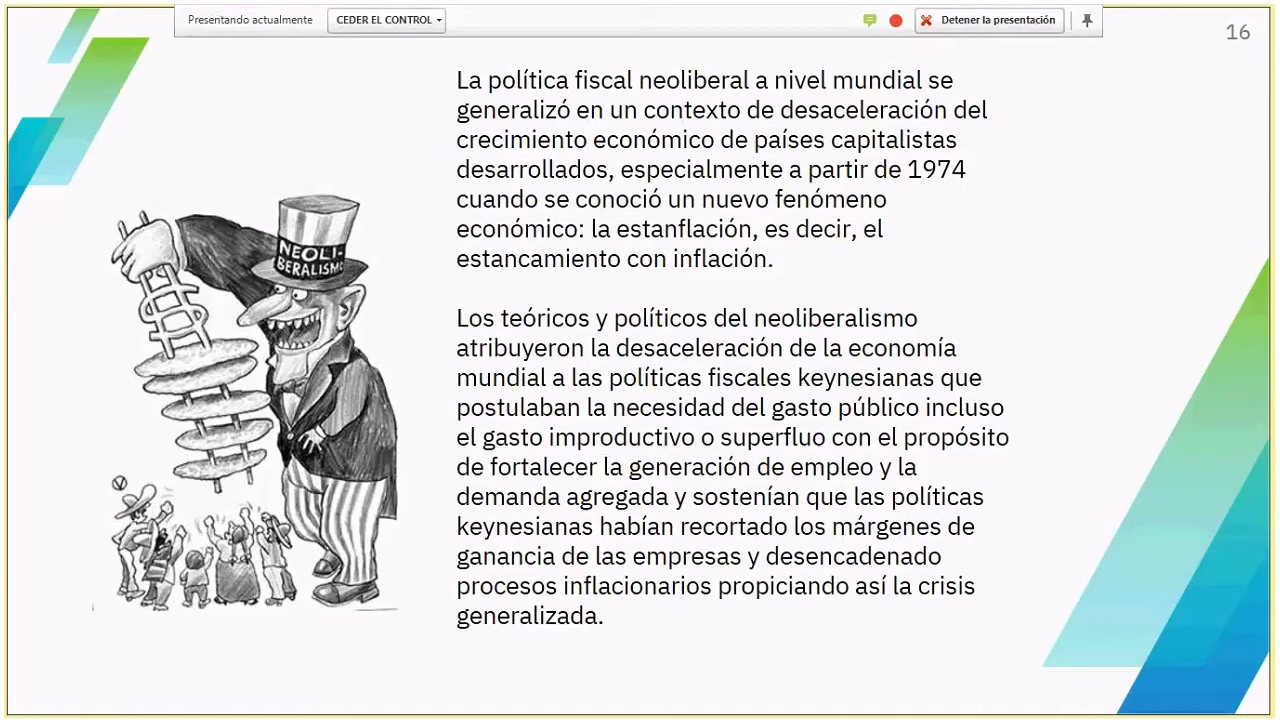 Presentando actualmente
CEDER EL CONTROL
Detener la presentación
16
La política fiscal neoliberal a nivel mundial se
generalizó en un contexto de desaceleración del
crecimiento económico de países capitalistas
desarrollados, especialmente a partir de 1974
cuando se conoció un nuevo fenómeno
económico: la estanflación, es decir, el
estancamiento con inflación.
NEOLI-
BERALISMO
Los teóricos y políticos del neoliberalismo
atribuyeron la desaceleración de la economía
mundial a las políticas fiscales keynesianas que
postulaban la necesidad del gasto público incluso
el gasto improductivo o superfluo con el propósito
de fortalecer la generación de empleo y la
demanda agregada y sostenían que las políticas
keynesianas habían recortado los márgenes de
ganancia de las empresas y desencadenado
procesos inflacionarios propiciando así la crisis
generalizada.